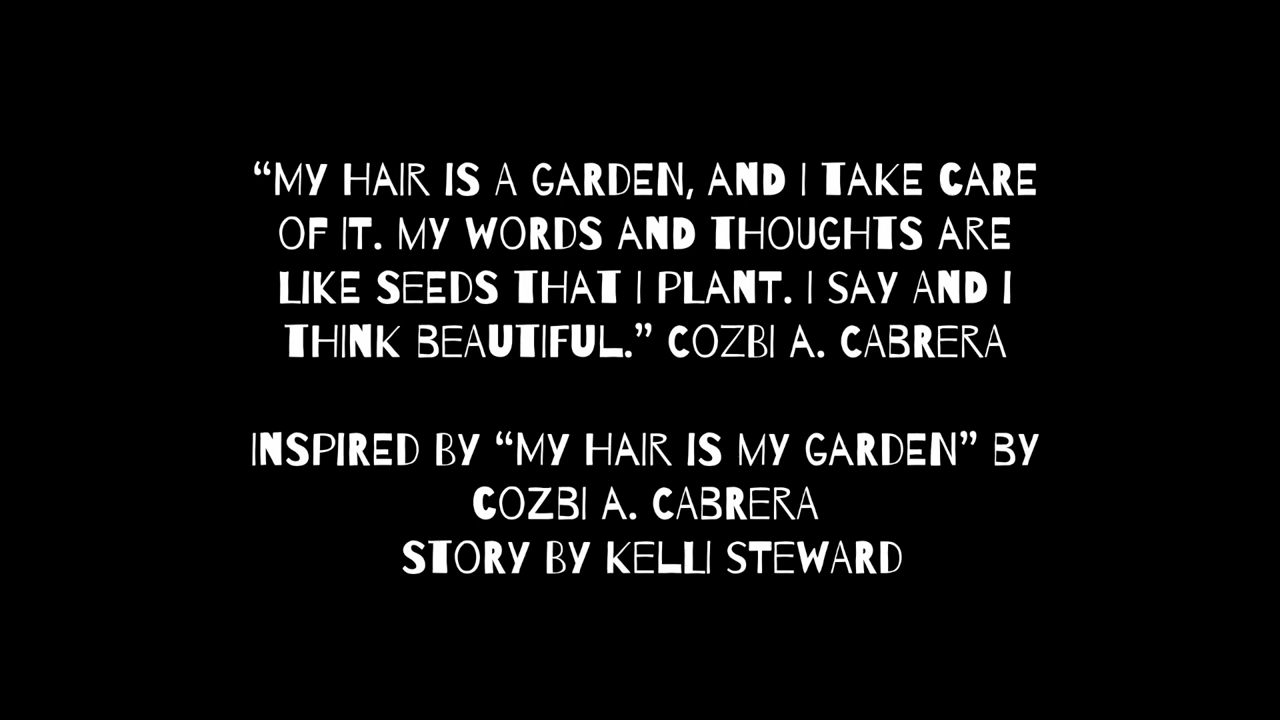 “MY HAIR IS A GARDEN, AND I TAKE CARE
OF IT. MY WORDS AND THOUGHTS ARE
LIKE SEEDS THAT I PLANT. I SAY AND I
THINK BEAUTIFUL.” COZBI A. CABRERA
INSPIRED BY “MY HAIR IS MY GARDEN” BY
COZBI A. CABRERA
STORY BY KELLI STEWARD